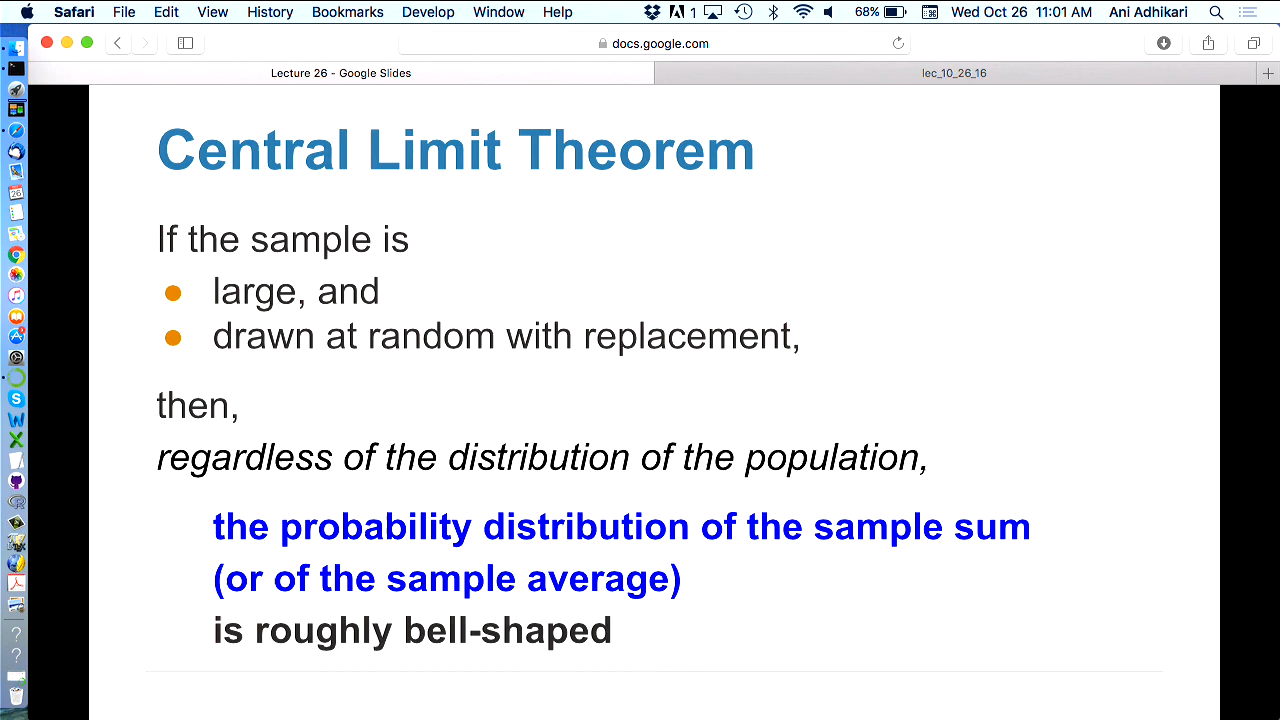 Safari File Edit View History Bookmarks Develop Window Help 1 68% Wed Oct 26 11:01 AM Ani Adhikari
docs.google.com
Lecture 26 - Google Slides lec_10_26_16
Central Limit Theorem
If the sample is
● large, and
● drawn at random with replacement,
then,
regardless of the distribution of the population,
the probability distribution of the sample sum
(or of the sample average)
is roughly bell-shaped